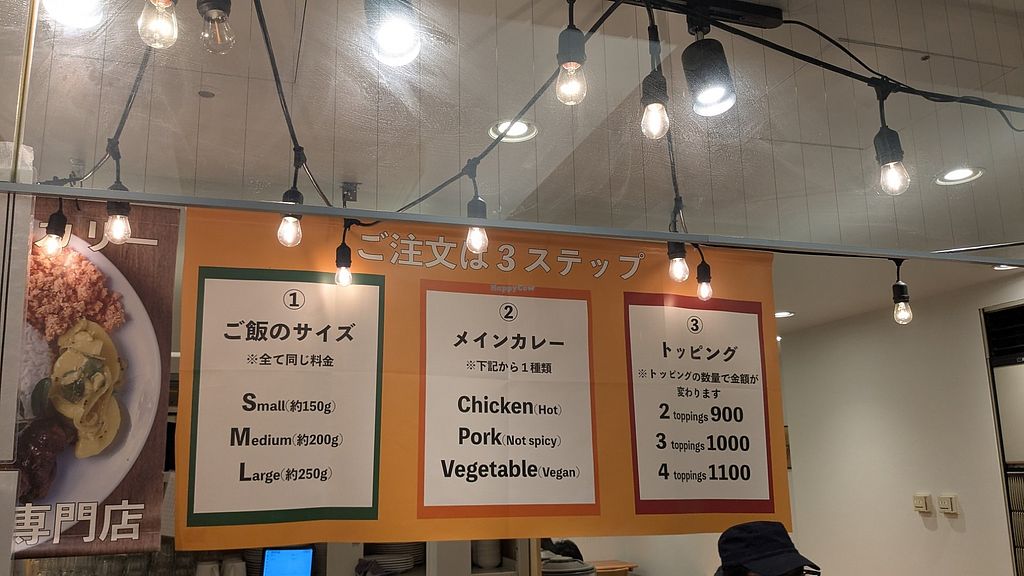 カリー
専門店
ご注文は3ステップ
①
ご飯のサイズ
※全て同じ料金
Small(約150g)
Medium(約200g)
Large(約250g)
HappyCow
②
メインカレー
※下記から1種類
Chicken(Hot)
Pork(Not spicy)
Vegetable(Vegan)
③
トッピング
※トッピングの数量で金額が
変わります
2 toppings 900
3 toppings 1000
4 toppings 1100